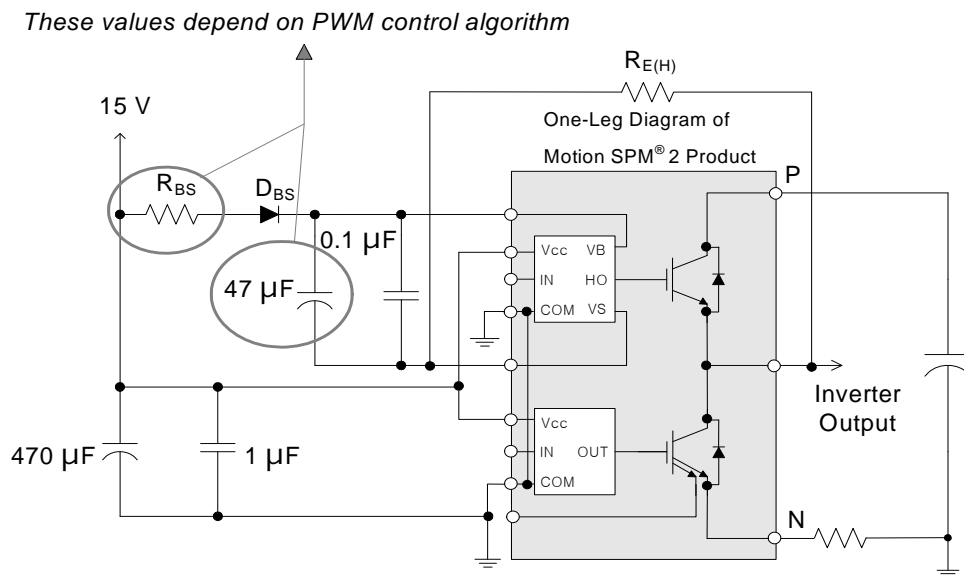 These values depend on PWM control algorithm
R_E(H)
15 V
One-Leg Diagram of
Motion SPM® 2 Product
P
R_BS
D_BS
0.1 µF
Vcc VB
47 µF
IN HO
COM VS
Inverter
Output
Vcc
470 µF
1 µF
IN OUT
COM
N